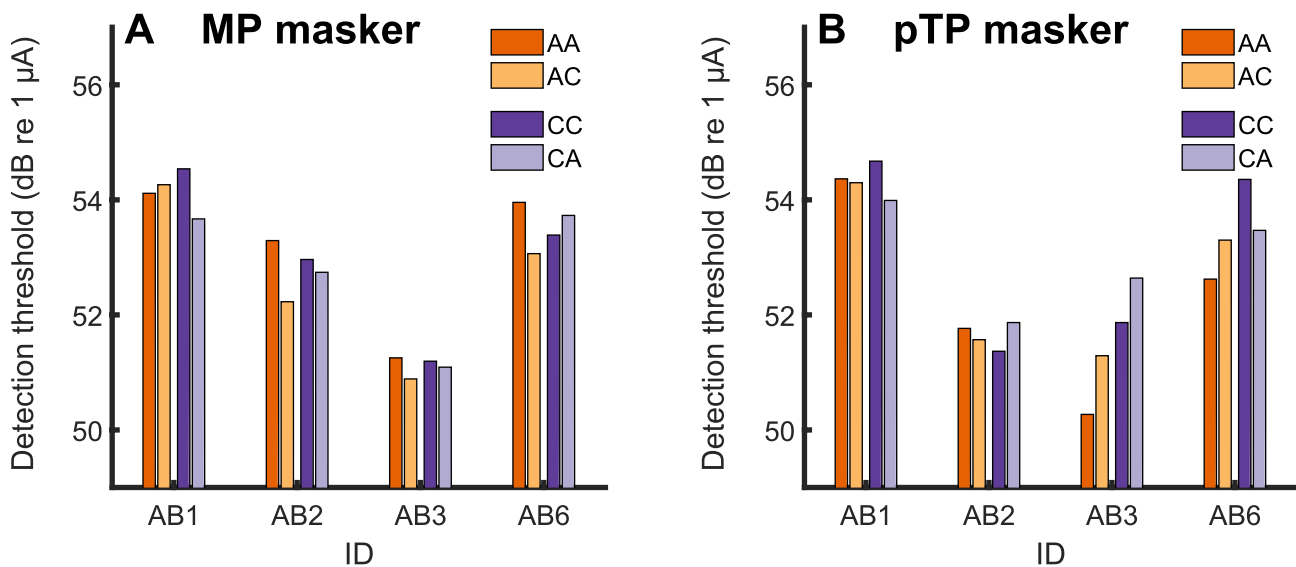 A MP masker
AA
AC
CC
CA
Detection threshold (dB re 1 µA)
56
54
52
50
AB1 AB2 AB3 AB6
ID
B pTP masker
AA
AC
CC
CA
Detection threshold (dB re 1 µA)
56
54
52
50
AB1 AB2 AB3 AB6
ID